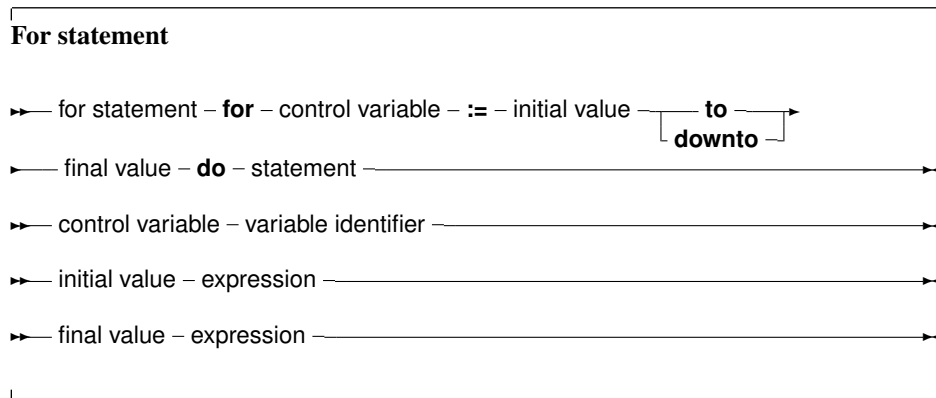 For statement
for statement – for – control variable – := – initial value – to –
downto –
final value – do – statement –
control variable – variable identifier –
initial value – expression –
final value – expression –